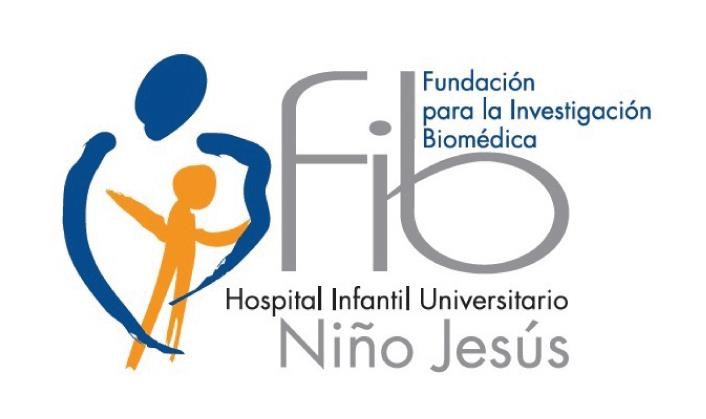 fib
Fundación
para la Investigación
Biomédica
Hospital Infantil Universitario
Niño Jesús